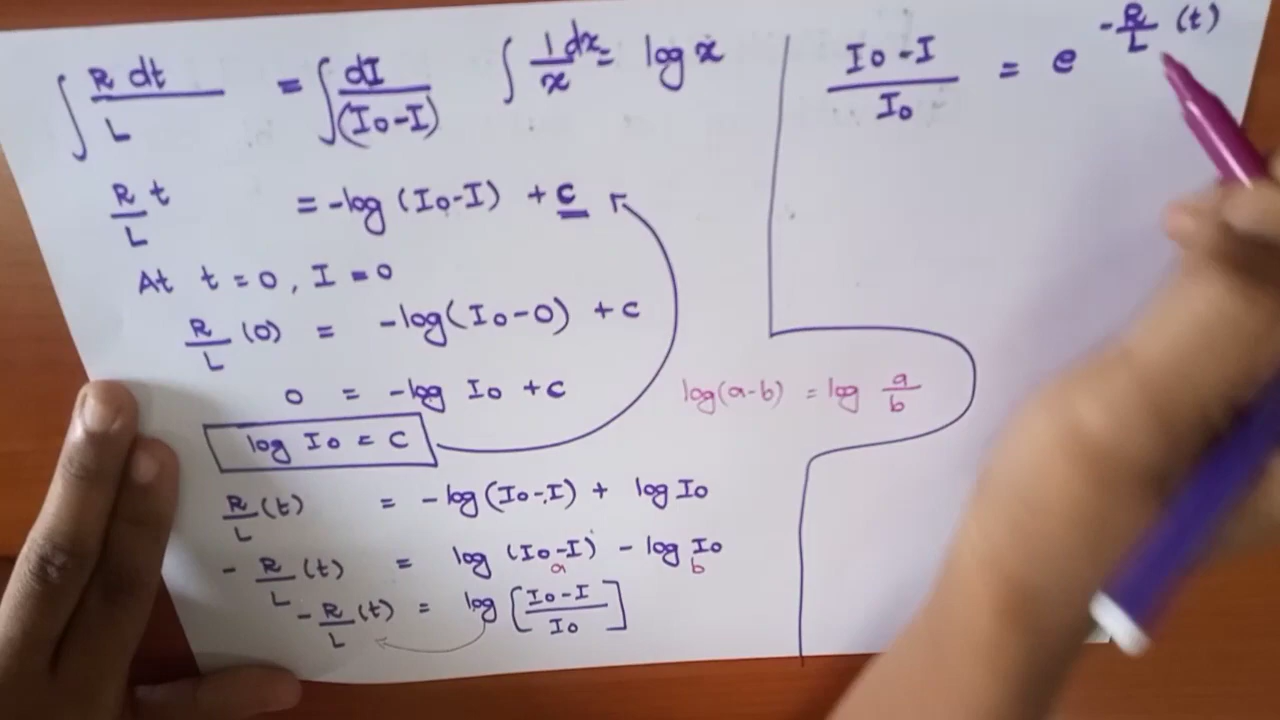 ∫ R dt / L = ∫ dI / (I₀-I) ∫ 1/x dx = log x
R/L t = -log (I₀-I) + c
At t = 0, I = 0
R/L (0) = -log(I₀-0) + c
0 = -log I₀ + c
log I₀ = C
R/L (t) = -log(I₀-I) + log I₀
- R/L (t) = log (I₀-I) - log I₀
a b
- R/L (t) = log [I₀-I / I₀]
I₀-I / I₀ = e^(-R/L (t))
log(a-b) = log a/b